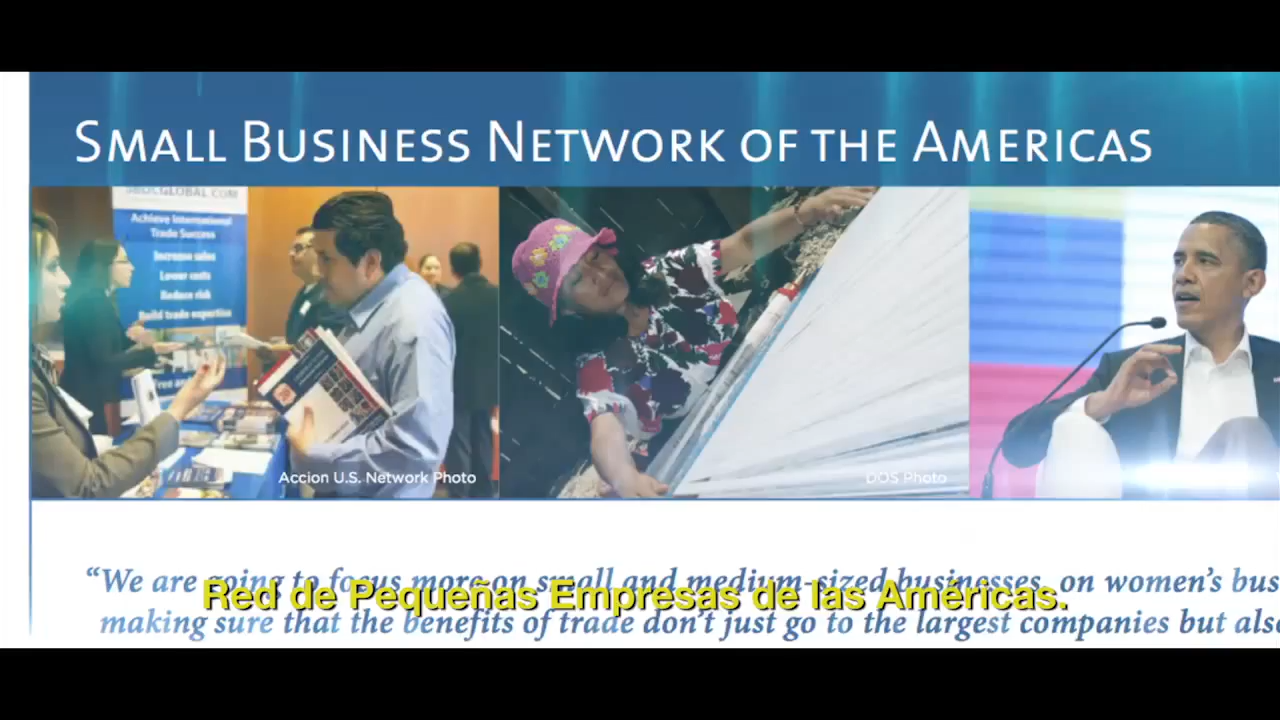 SMALL BUSINESS NETWORK OF THE AMERICAS
SBDCGLOBAL.COM
Achieve International
Trade Success
Increase sales
Lower costs
Reduce risk
Build trade expertise
Accion U.S. Network Photo
DOS Photo
“We are going to focus more on small and medium-sized businesses, on women’s bus
Red de Pequeñas Empresas de las Américas.
making sure that the benefits of trade don’t just go to the largest companies but also